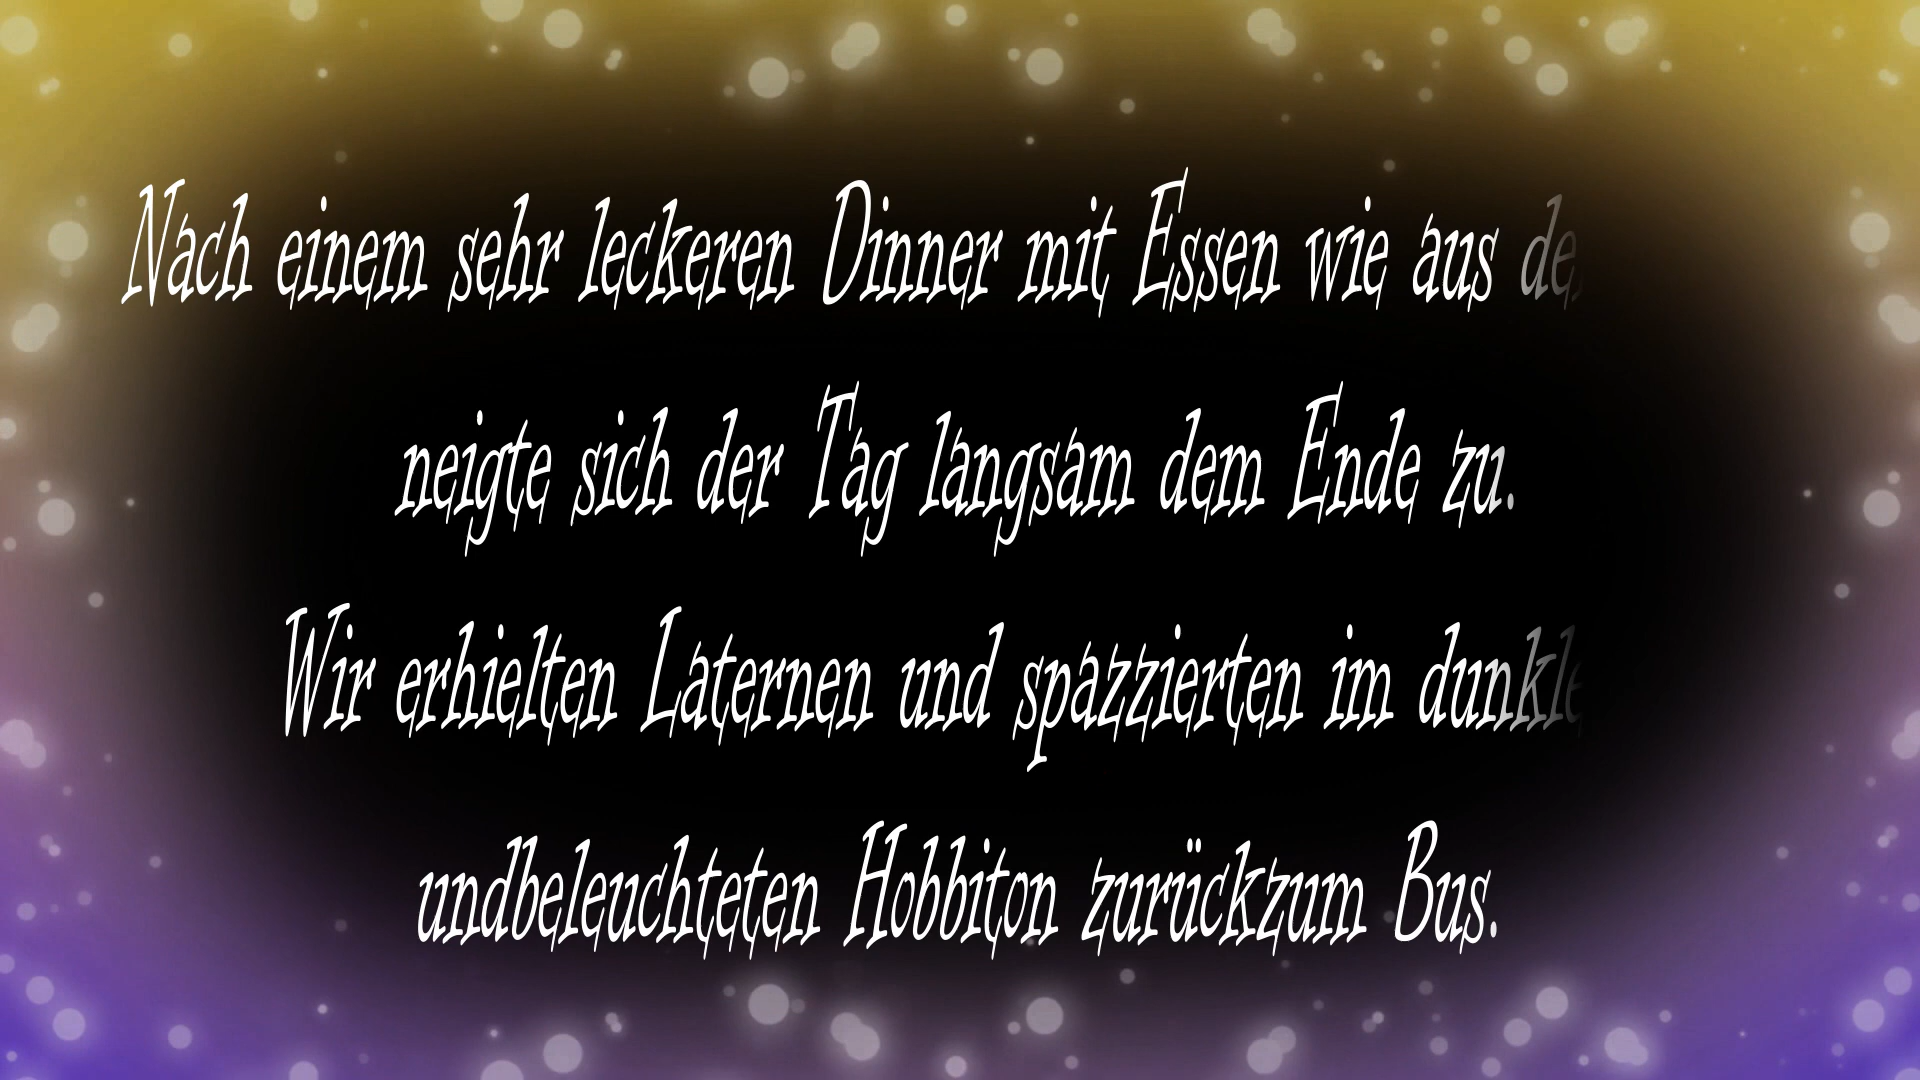 Nach einem sehr leckeren Dinner mit Essen wie aus
neigte sich der Tag langsam dem Ende zu.
Wir erhielten Laternen und spazzierten im
undbeleuchteten Hobbiton zurückzum Bus.